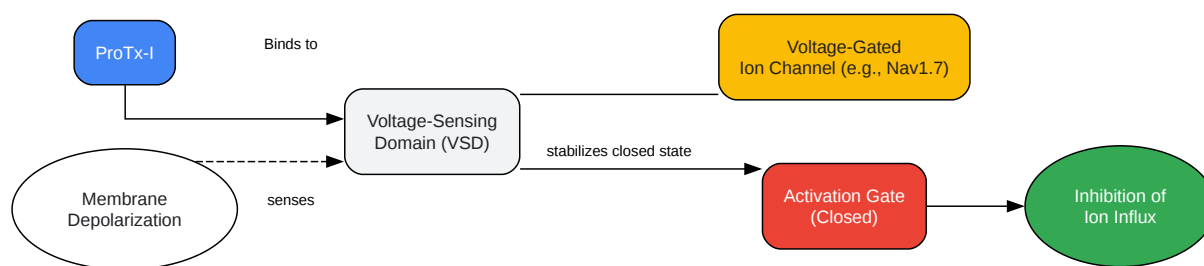 ProTx-I
Binds to
Voltage-Gated
Ion Channel (e.g., Nav1.7)
Voltage-Sensing
Domain (VSD)
stabilizes closed state
Membrane
Depolarization
senses
Activation Gate
(Closed)
Inhibition of
Ion Influx